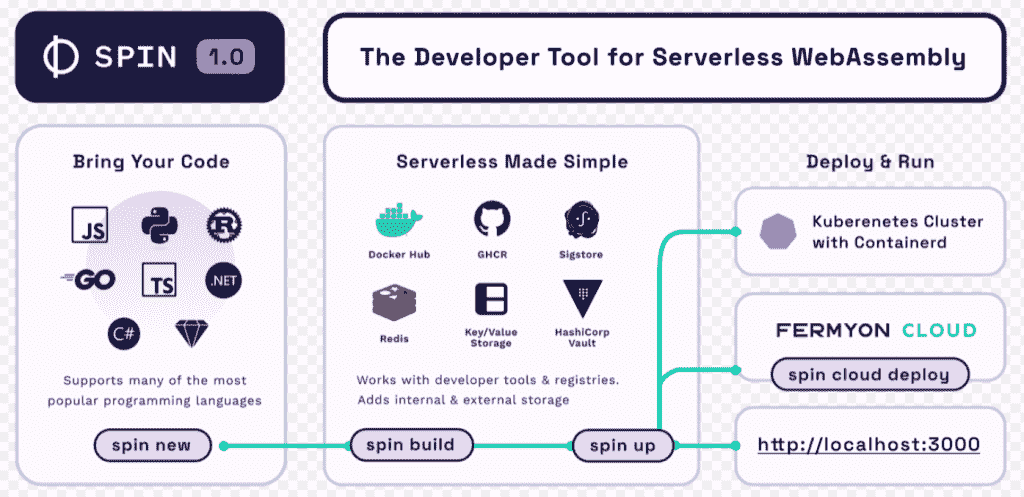 SPIN 1.0
The Developer Tool for Serverless WebAssembly
Bring Your Code
JS
R
GO
TS
.NET
C#
Supports many of the most
popular programming languages
spin new
Serverless Made Simple
Docker Hub
GHCR
Sigstore
Redis
Key/Value
Storage
HashiCorp
Vault
Works with developer tools & registries.
Adds internal & external storage
spin build
spin up
Deploy & Run
Kuberenetes Cluster
with Containerd
FERMYON CLOUD
spin cloud deploy
http://localhost:3000